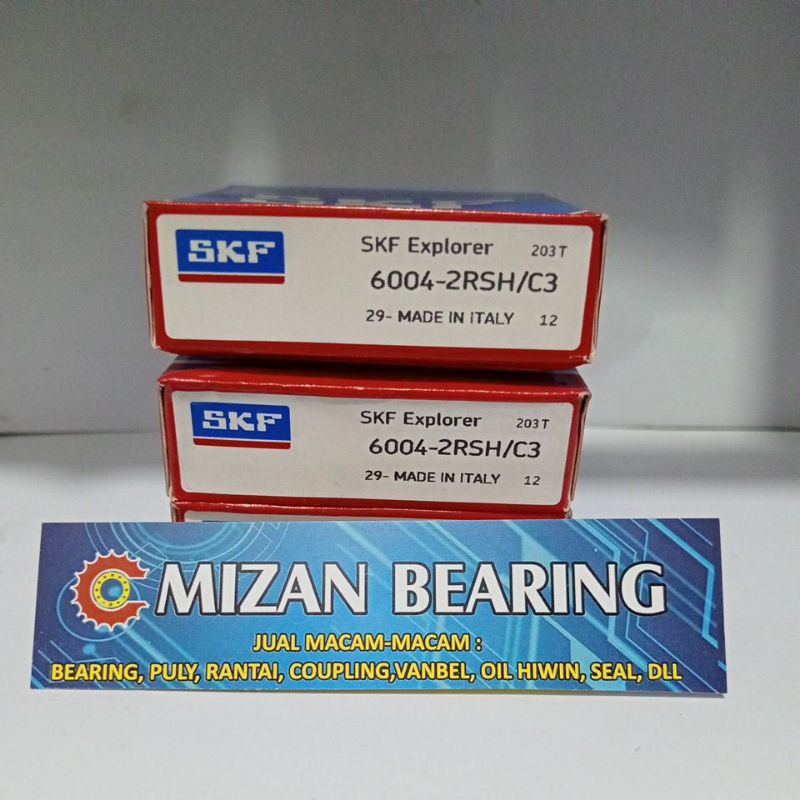 SKF
SKF
SKF Explorer 203T
6004-2RSH/C3
29- MADE IN ITALY 12
SKF
SKF Explorer 203T
6004-2RSH/C3
29- MADE IN ITALY 12
MIZAN BEARING
JUAL MACAM-MACAM :
BEARING, PULY, RANTAI, COUPLING,VANBEL, OIL HIWIN, SEAL, DLL